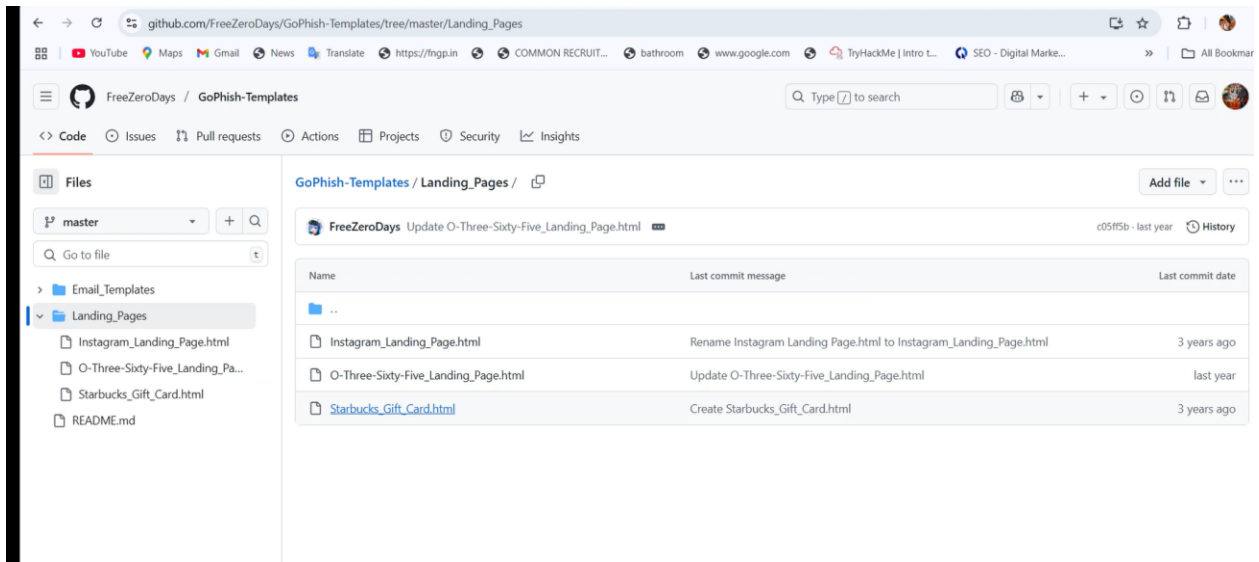 github.com/FreeZeroDays/GoPhish-Templates/tree/master/Landing_Pages
YouTube Maps Gmail News Translate https://fngp.in COMMON RECRUIT... bathroom www.google.com TryHackMe | Intro t... SEO - Digital Marke... » All Bookmar
FreeZeroDays / GoPhish-Templates Type / to search
Code Issues Pull requests Actions Projects Security Insights
Files
GoPhish-Templates / Landing_Pages / Add file
master
FreeZeroDays Update O-Three-Sixty-Five_Landing_Page.html c05ff5b · last year History
Go to file t
Name Last commit message Last commit date
Email_Templates
Landing_Pages
..
Instagram_Landing_Page.html
Instagram_Landing_Page.html Rename Instagram Landing Page.html to Instagram_Landing_Page.html 3 years ago
O-Three-Sixty-Five_Landing_Pa...
O-Three-Sixty-Five_Landing_Page.html Update O-Three-Sixty-Five_Landing_Page.html last year
Starbucks_Gift_Card.html
Starbucks_Gift_Card.html Create Starbucks_Gift_Card.html 3 years ago
README.md